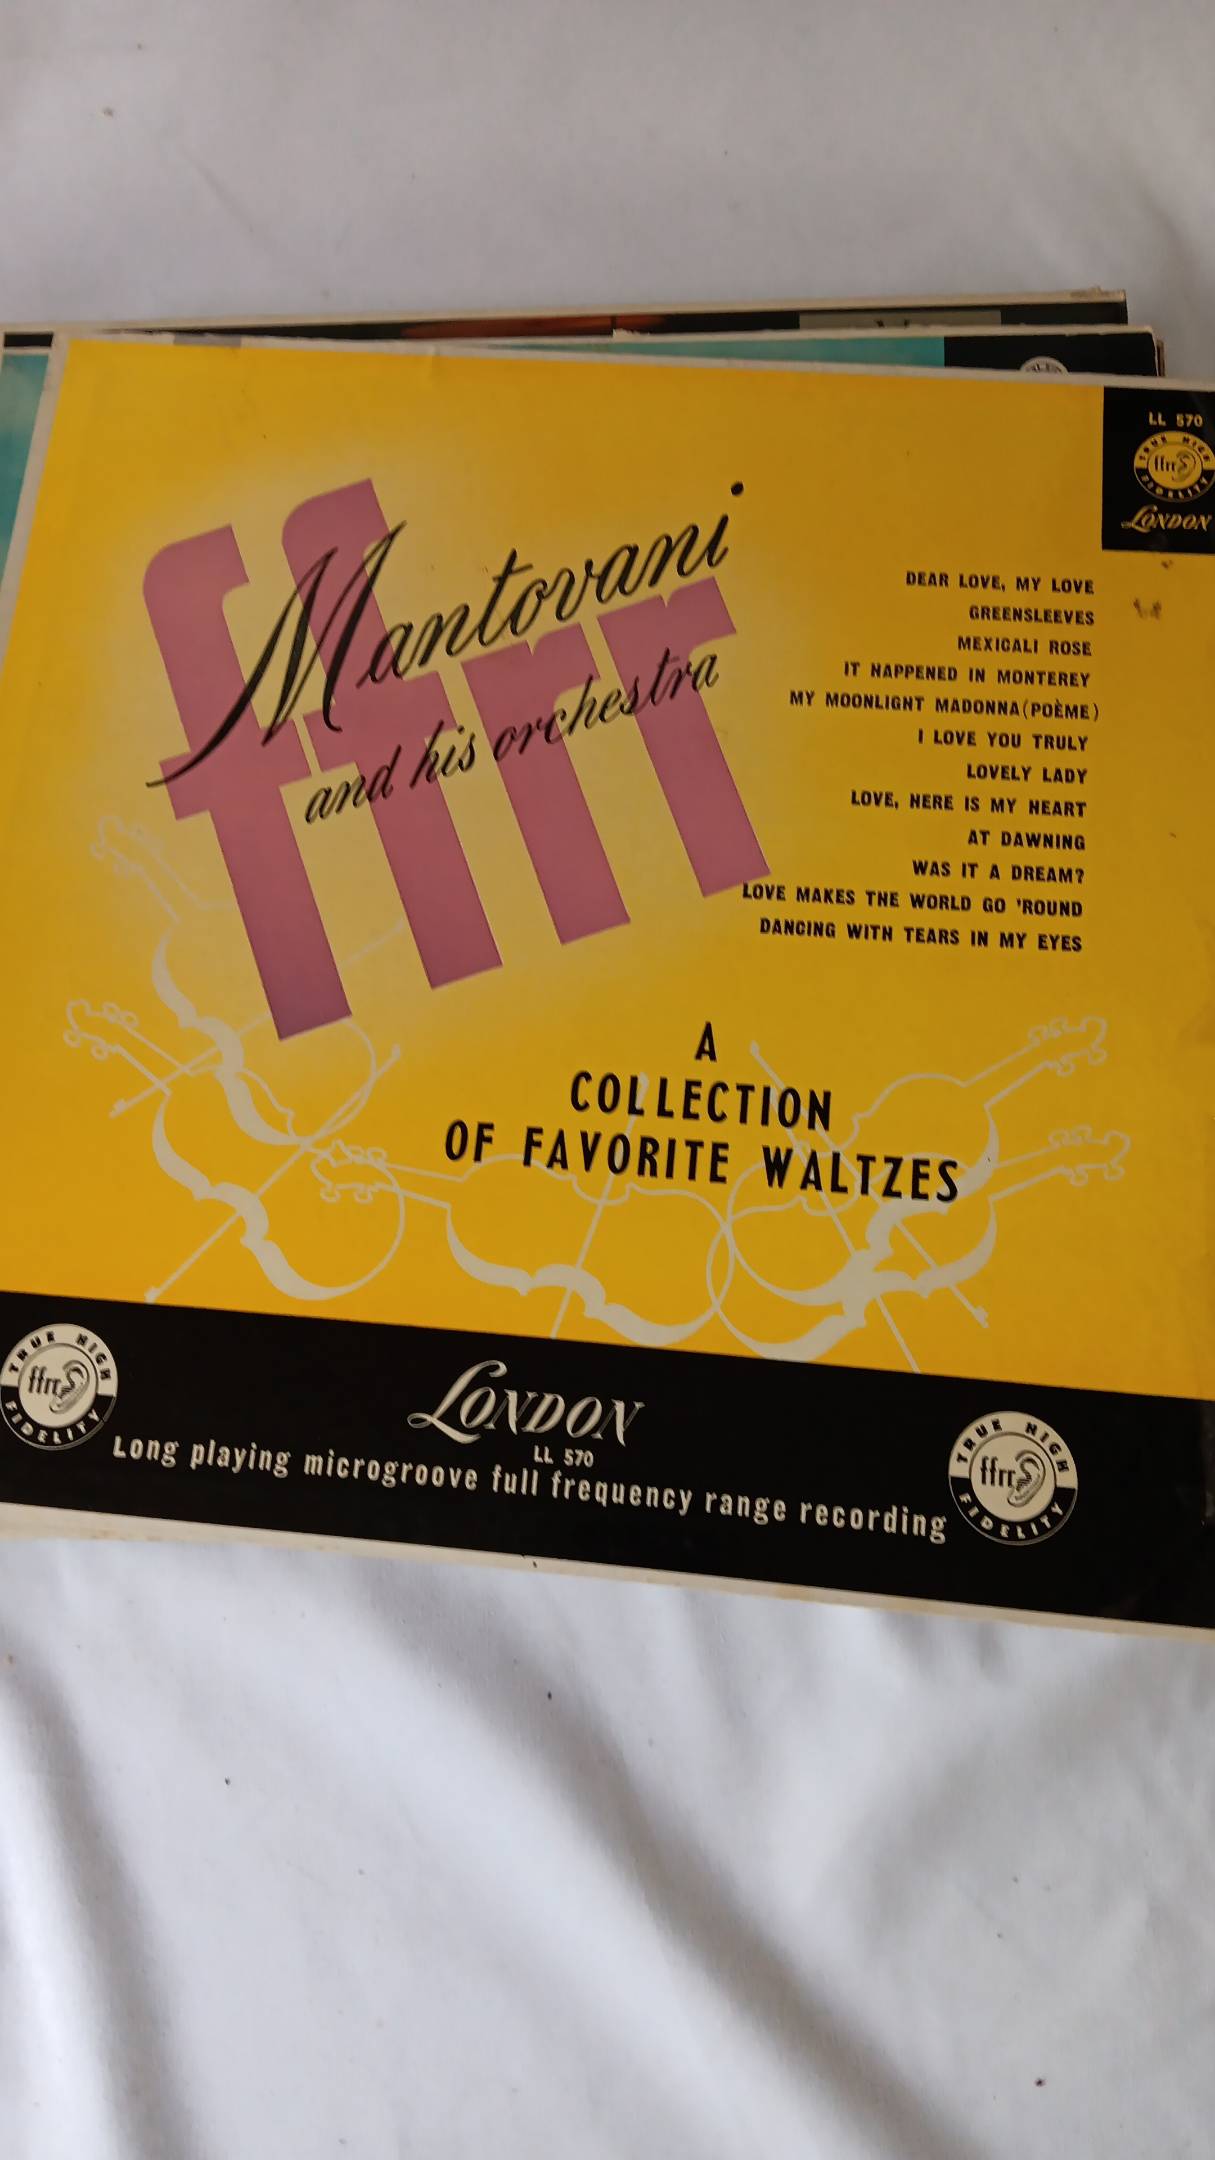 LL 570
TRUE HIGH
ffrr
FIDELITY
LONDON
ffrr
Mantovani
and his orchestra
DEAR LOVE, MY LOVE
GREENSLEEVES
MEXICALI ROSE
IT HAPPENED IN MONTEREY
MY MOONLIGHT MADONNA (POÈME)
I LOVE YOU TRULY
LOVELY LADY
LOVE, HERE IS MY HEART
AT DAWNING
WAS IT A DREAM?
LOVE MAKES THE WORLD GO 'ROUND
DANCING WITH TEARS IN MY EYES
A
COLLECTION
OF FAVORITE WALTZES
TRUE HIGH
ffrr
FIDELITY
LONDON
LL 570
Long playing microgroove full frequency range recording
TRUE HIGH
ffrr
FIDELITY